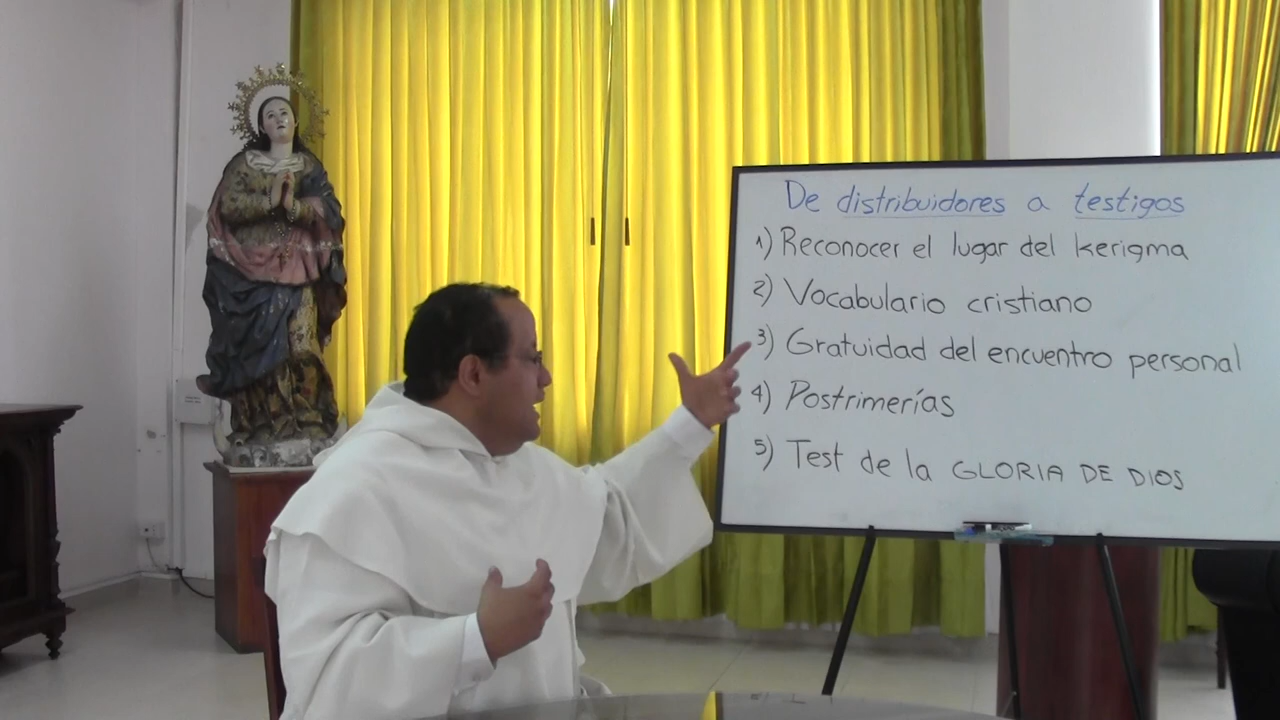 De distribuidores a testigos
1) Reconocer el lugar del kerigma
2) Vocabulario cristiano
3) Gratuidad del encuentro personal
4) Postrimerías
5) Test de la GLORIA DE DIOS